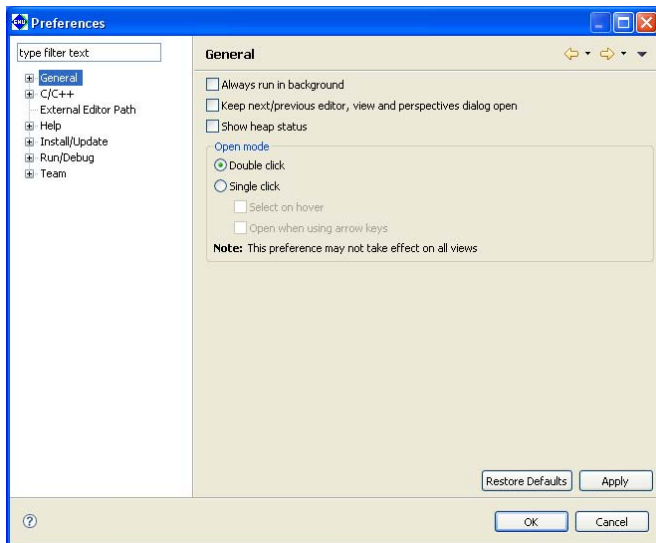 Preferences
type filter text
General
C/C++
External Editor Path
Help
Install/Update
Run/Debug
Team
General
Always run in background
Keep next/previous editor, view and perspectives dialog open
Show heap status
Open mode
Double click
Single click
Select on hover
Open when using arrow keys
Note: This preference may not take effect on all views
Restore Defaults Apply
? OK Cancel